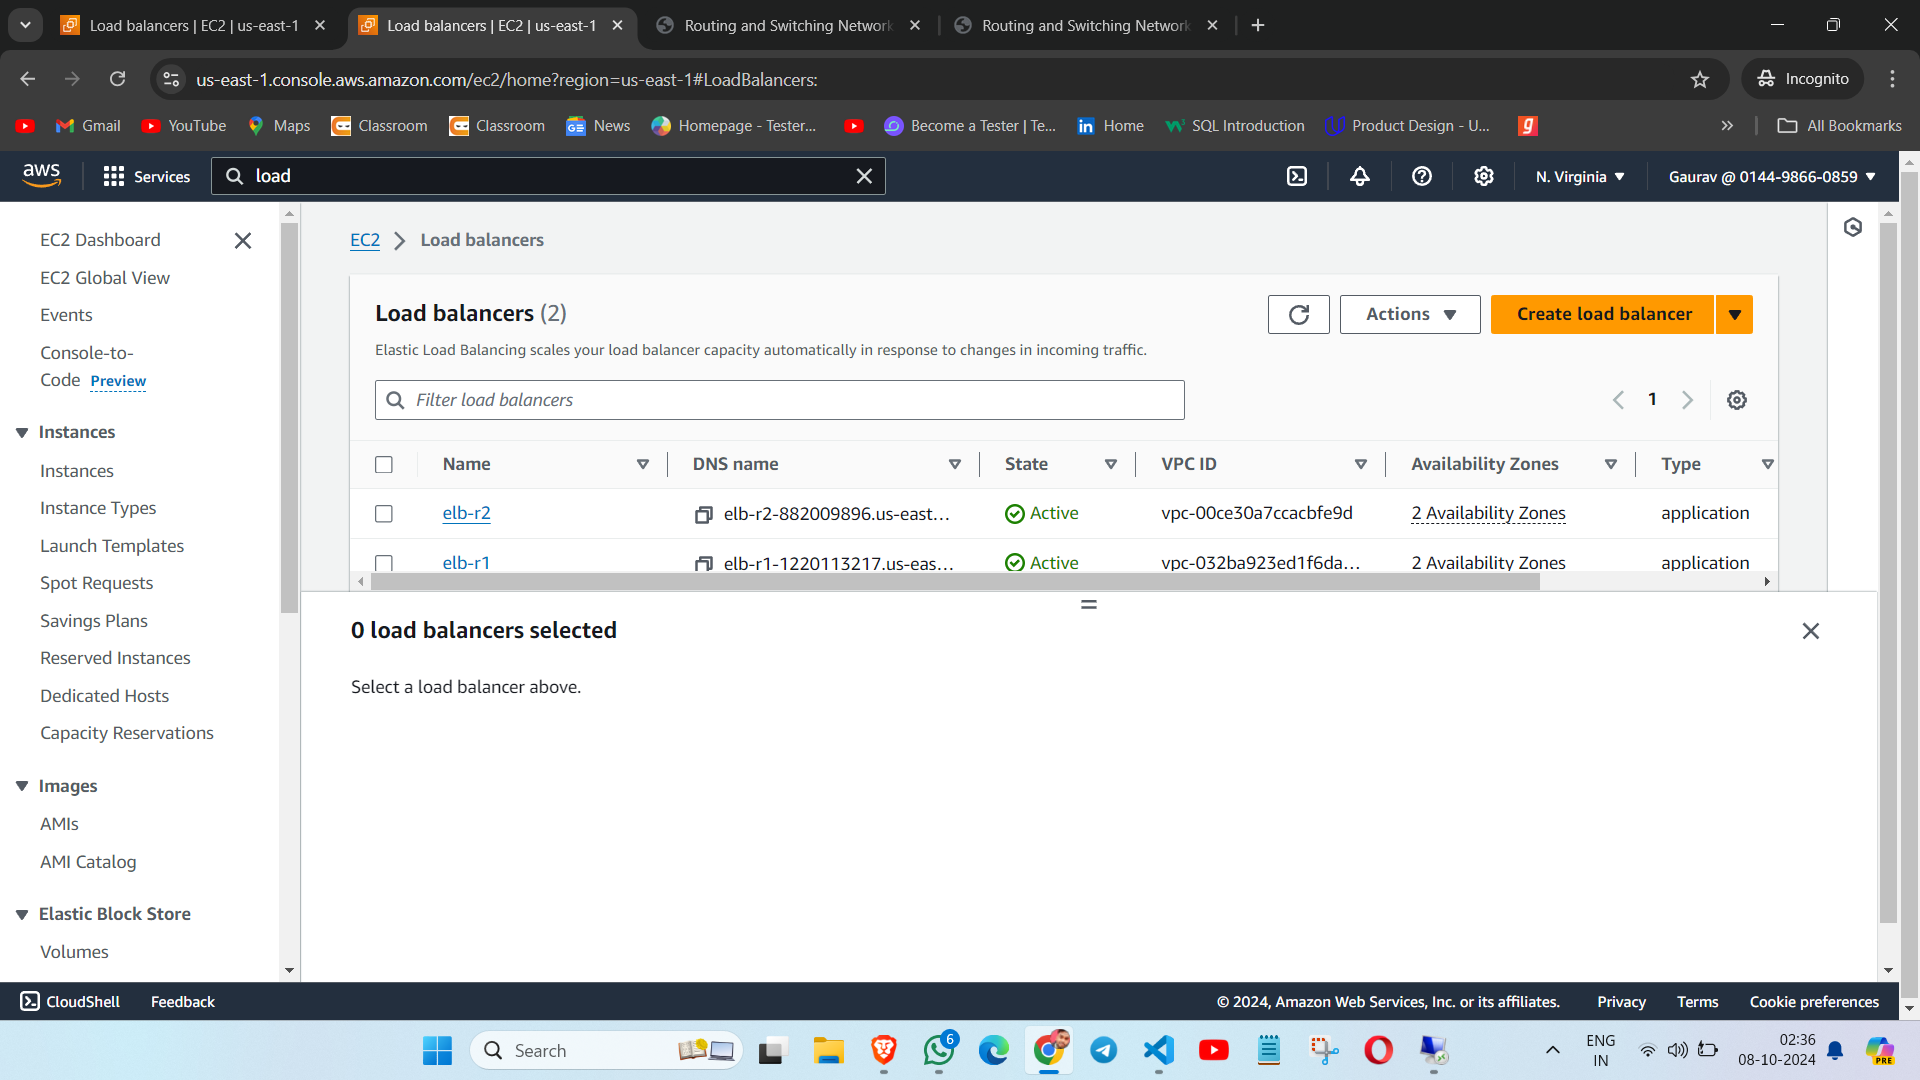 Load balancers | EC2 | us-east-1
Load balancers | EC2 | us-east-1
Routing and Switching Network
Routing and Switching Network
us-east-1.console.aws.amazon.com/ec2/home?region=us-east-1#LoadBalancers:
Incognito
Gmail
YouTube
Maps
Classroom
Classroom
News
Homepage - Tester...
Become a Tester | Te...
in
Home
SQL Introduction
Product Design - U...
g
All Bookmarks
aws
Services
load
N. Virginia
Gaurav @ 0144-9866-0859
EC2 Dashboard
EC2 Global View
Events
Console-to-
Code Preview
Instances
Instances
Instance Types
Launch Templates
Spot Requests
Savings Plans
Reserved Instances
Dedicated Hosts
Capacity Reservations
Images
AMIs
AMI Catalog
Elastic Block Store
Volumes
EC2 > Load balancers
Load balancers (2)
Actions
Create load balancer
Elastic Load Balancing scales your load balancer capacity automatically in response to changes in incoming traffic.
Filter load balancers
1
Name DNS name State VPC ID Availability Zones Type
elb-r2 elb-r2-882009896.us-east... Active vpc-00ce30a7ccacbfe9d 2 Availability Zones application
elb-r1 elb-r1-1220113217.us-eas... Active vpc-032ba923ed1f6da... 2 Availability Zones application
0 load balancers selected
Select a load balancer above.
CloudShell
Feedback
© 2024, Amazon Web Services, Inc. or its affiliates.
Privacy
Terms
Cookie preferences
Search
6
ENG
IN
02:36
08-10-2024
PRE